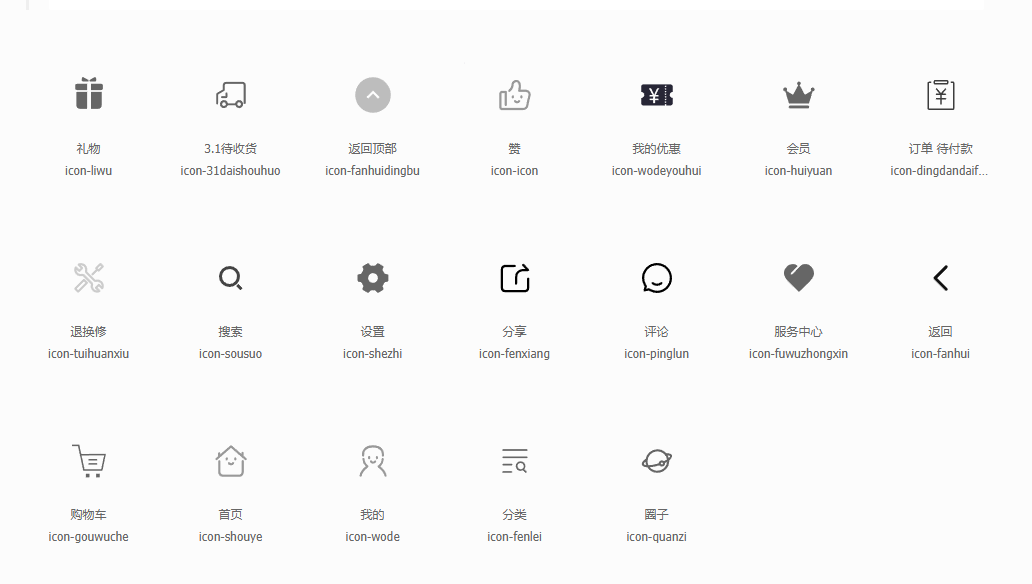 礼物 3.1待收货 返回顶部 赞 我的优惠 会员 订单 待付款
icon-liwu icon-31daishouhuo icon-fanhuidingbu icon-icon icon-wodeyouhui icon-huiyuan icon-dingdandaif...
退换修 搜索 设置 分享 评论 服务中心 返回
icon-tuihuanxiu icon-sousuo icon-shezhi icon-fenxiang icon-pinglun icon-fuwuzhongxin icon-fanhui
购物车 首页 我的 分类 圈子
icon-gouwuche icon-shouye icon-wode icon-fenlei icon-quanzi